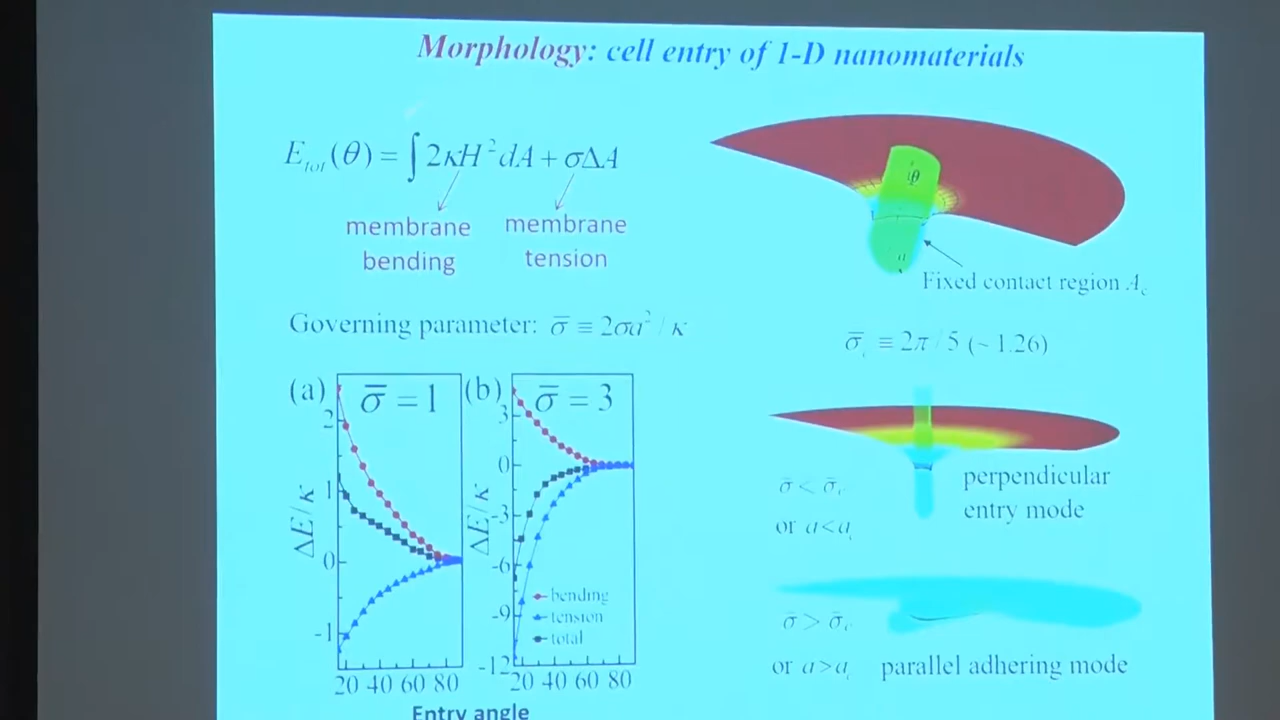 Morphology: cell entry of 1-D nanomaterials
E_tot(θ) = ∫ 2κH² dA + σΔA
membrane bending
membrane tension
θ
a
Fixed contact region A_c
Governing parameter: σ̄ ≡ 2σa² / κ
σ̄_c ≡ 2π / 5 (~ 1.26)
(a) σ̄ = 1
2
1
0
-1
ΔE/κ
20 40 60 80
(b) σ̄ = 3
3
0
-3
-6
-9
-12
ΔE/κ
bending
tension
total
20 40 60 80
Entry angle
σ̄ < σ̄_c
or a<a_c
perpendicular
entry mode
σ̄ > σ̄_c
or a>a_c parallel adhering mode